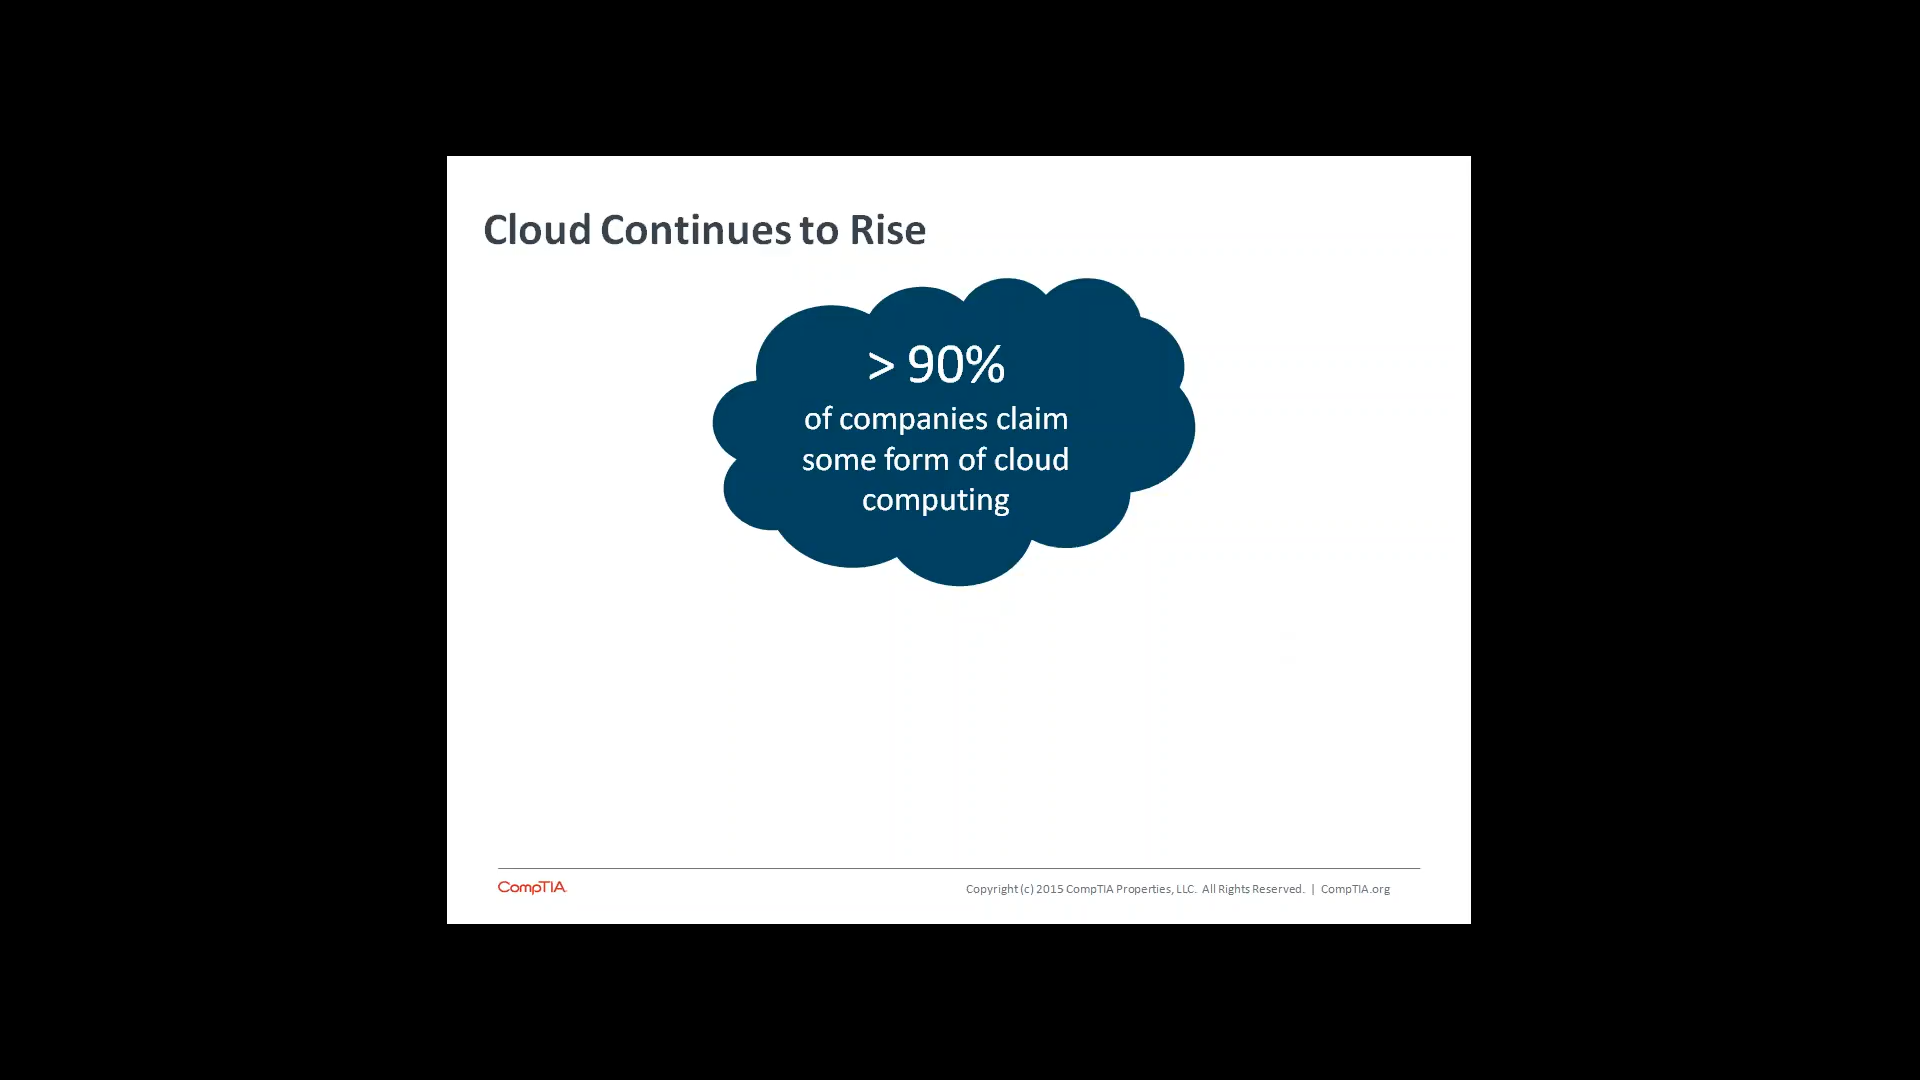 Cloud Continues to Rise
> 90%
of companies claim
some form of cloud
computing
CompTIA.
Copyright (c) 2015 CompTIA Properties, LLC. All Rights Reserved. | CompTIA.org